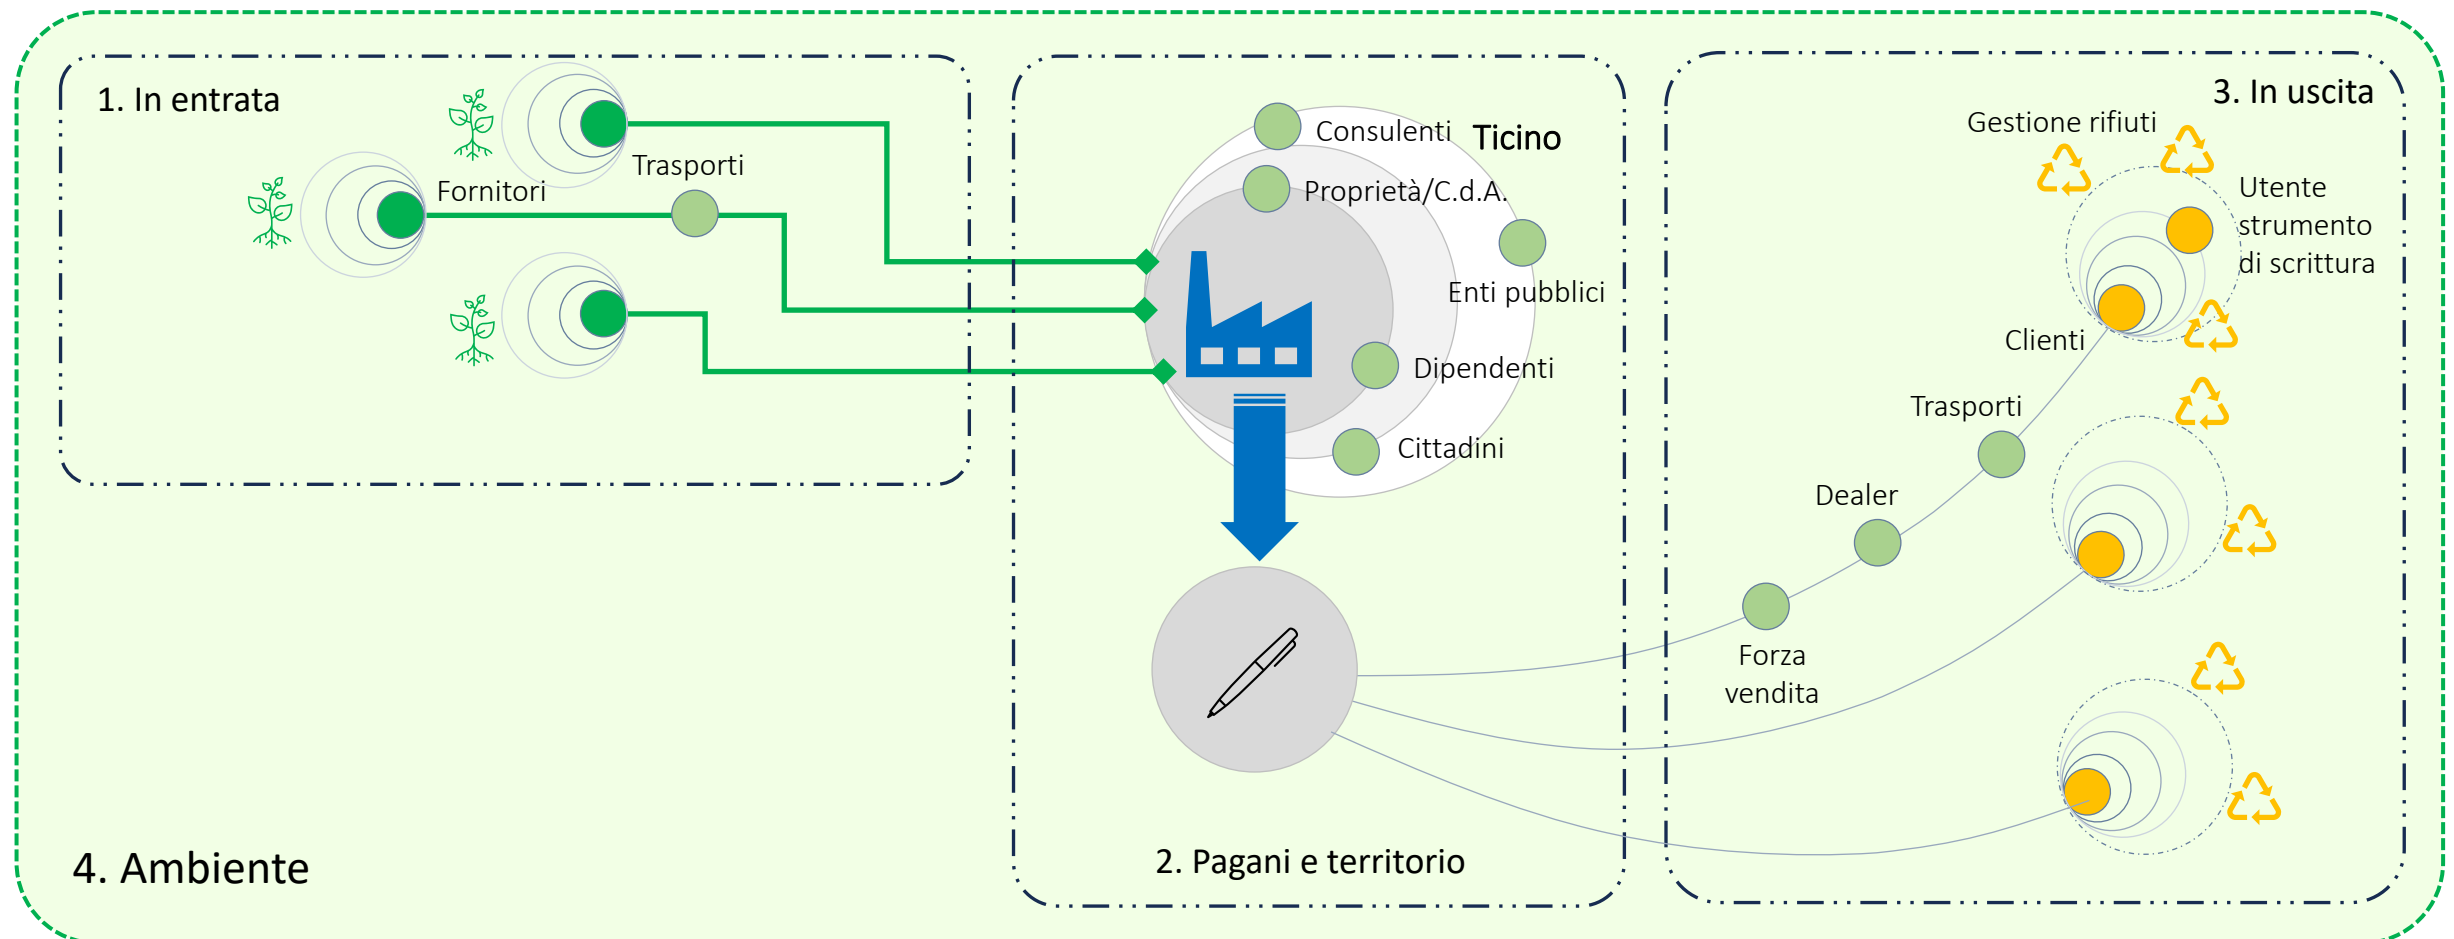 1. In entrata
Fornitori
Trasporti
Consulenti
Ticino
Proprietà/C.d.A.
Enti pubblici
Dipendenti
Cittadini
2. Pagani e territorio
3. In uscita
Gestione rifiuti
Utente
strumento
di scrittura
Clienti
Trasporti
Dealer
Forza
vendita
4. Ambiente